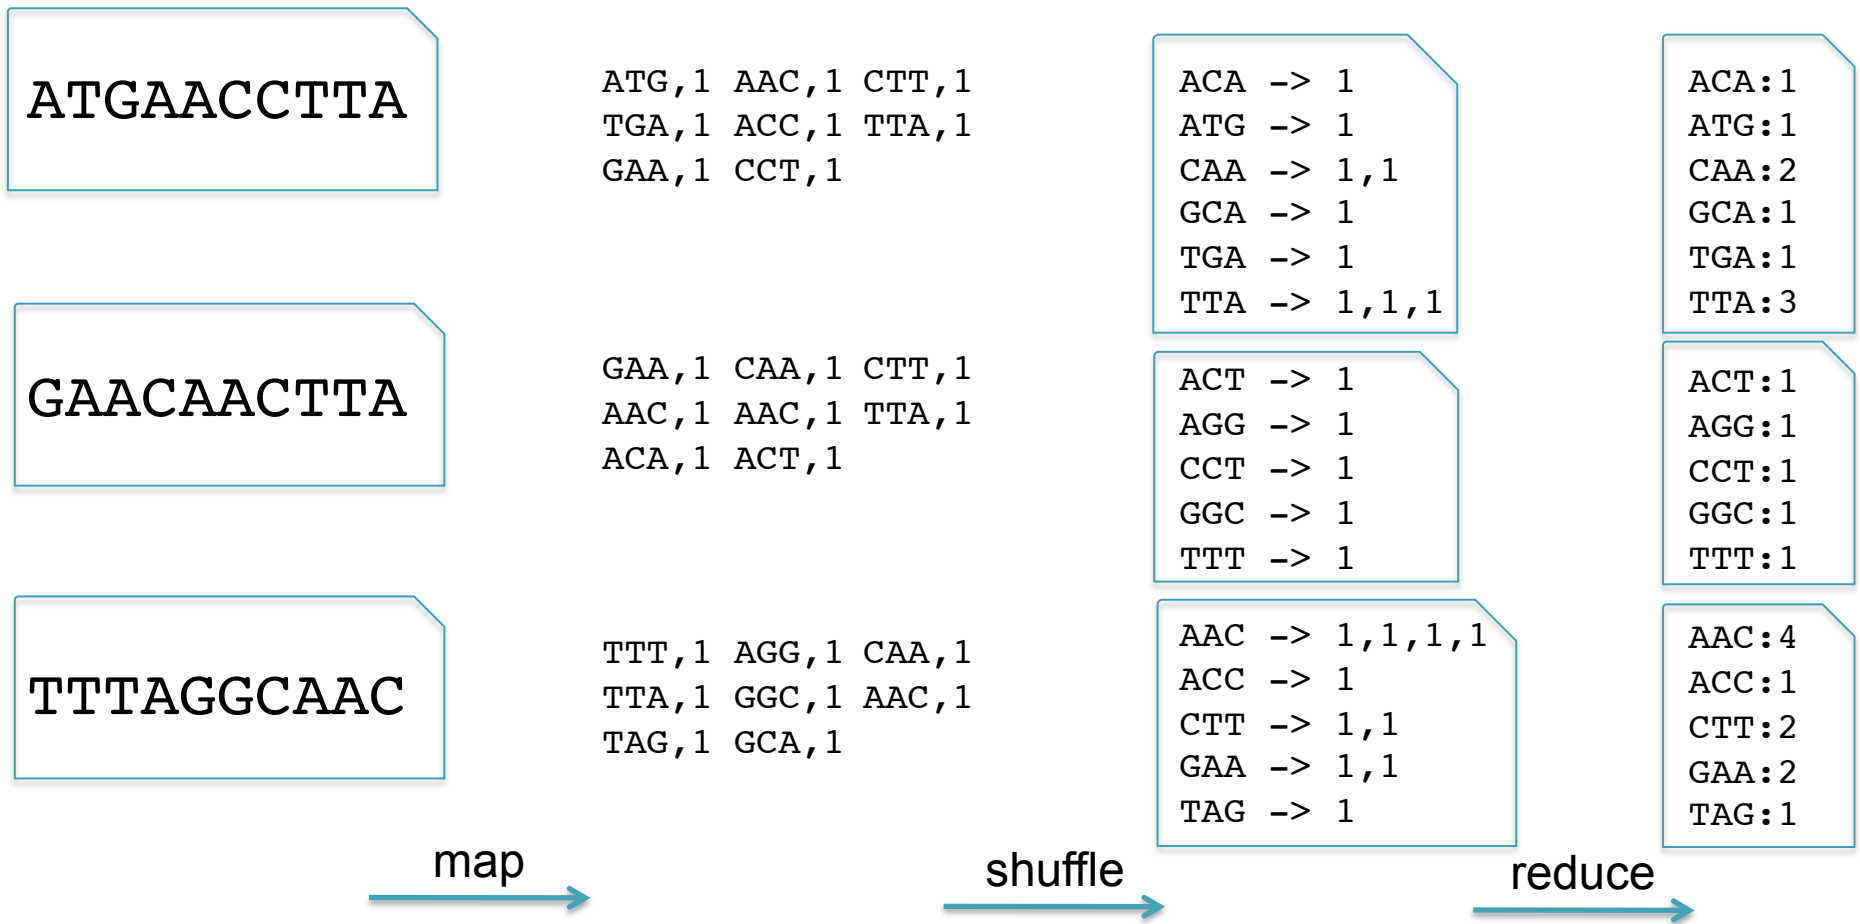 ATGAACCTTA
ATG,1 AAC,1 CTT,1
TGA,1 ACC,1 TTA,1
GAA,1 CCT,1
GAACAACTTA
GAA,1 CAA,1 CTT,1
AAC,1 AAC,1 TTA,1
ACA,1 ACT,1
TTTAGGCAAC
TTT,1 AGG,1 CAA,1
TTA,1 GGC,1 AAC,1
TAG,1 GCA,1
ACA -> 1
ATG -> 1
CAA -> 1,1
GCA -> 1
TGA -> 1
TTA -> 1,1,1
ACT -> 1
AGG -> 1
CCT -> 1
GGC -> 1
TTT -> 1
AAC -> 1,1,1,1
ACC -> 1
CTT -> 1,1
GAA -> 1,1
TAG -> 1
ACA:1
ATG:1
CAA:2
GCA:1
TGA:1
TTA:3
ACT:1
AGG:1
CCT:1
GGC:1
TTT:1
AAC:4
ACC:1
CTT:2
GAA:2
TAG:1
map
shuffle
reduce